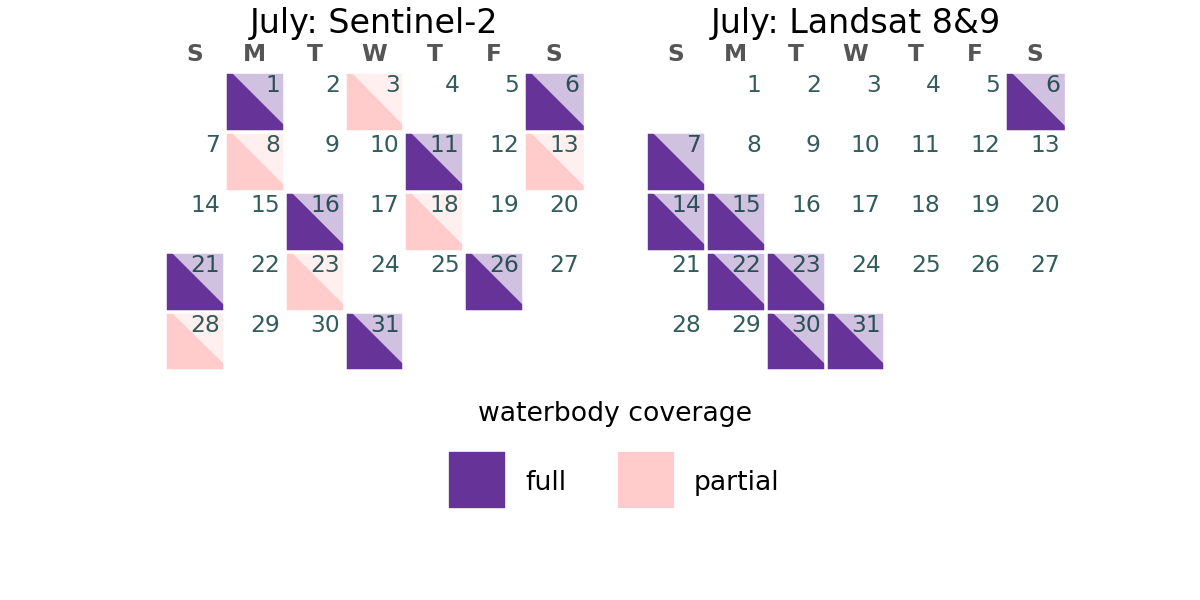 July: Sentinel-2
S M T W T F S
1 2 3 4 5 6
7 8 9 10 11 12 13
14 15 16 17 18 19 20
21 22 23 24 25 26 27
28 29 30 31
July: Landsat 8&9
S M T W T F S
1 2 3 4 5 6
7 8 9 10 11 12 13
14 15 16 17 18 19 20
21 22 23 24 25 26 27
28 29 30 31
waterbody coverage
full partial